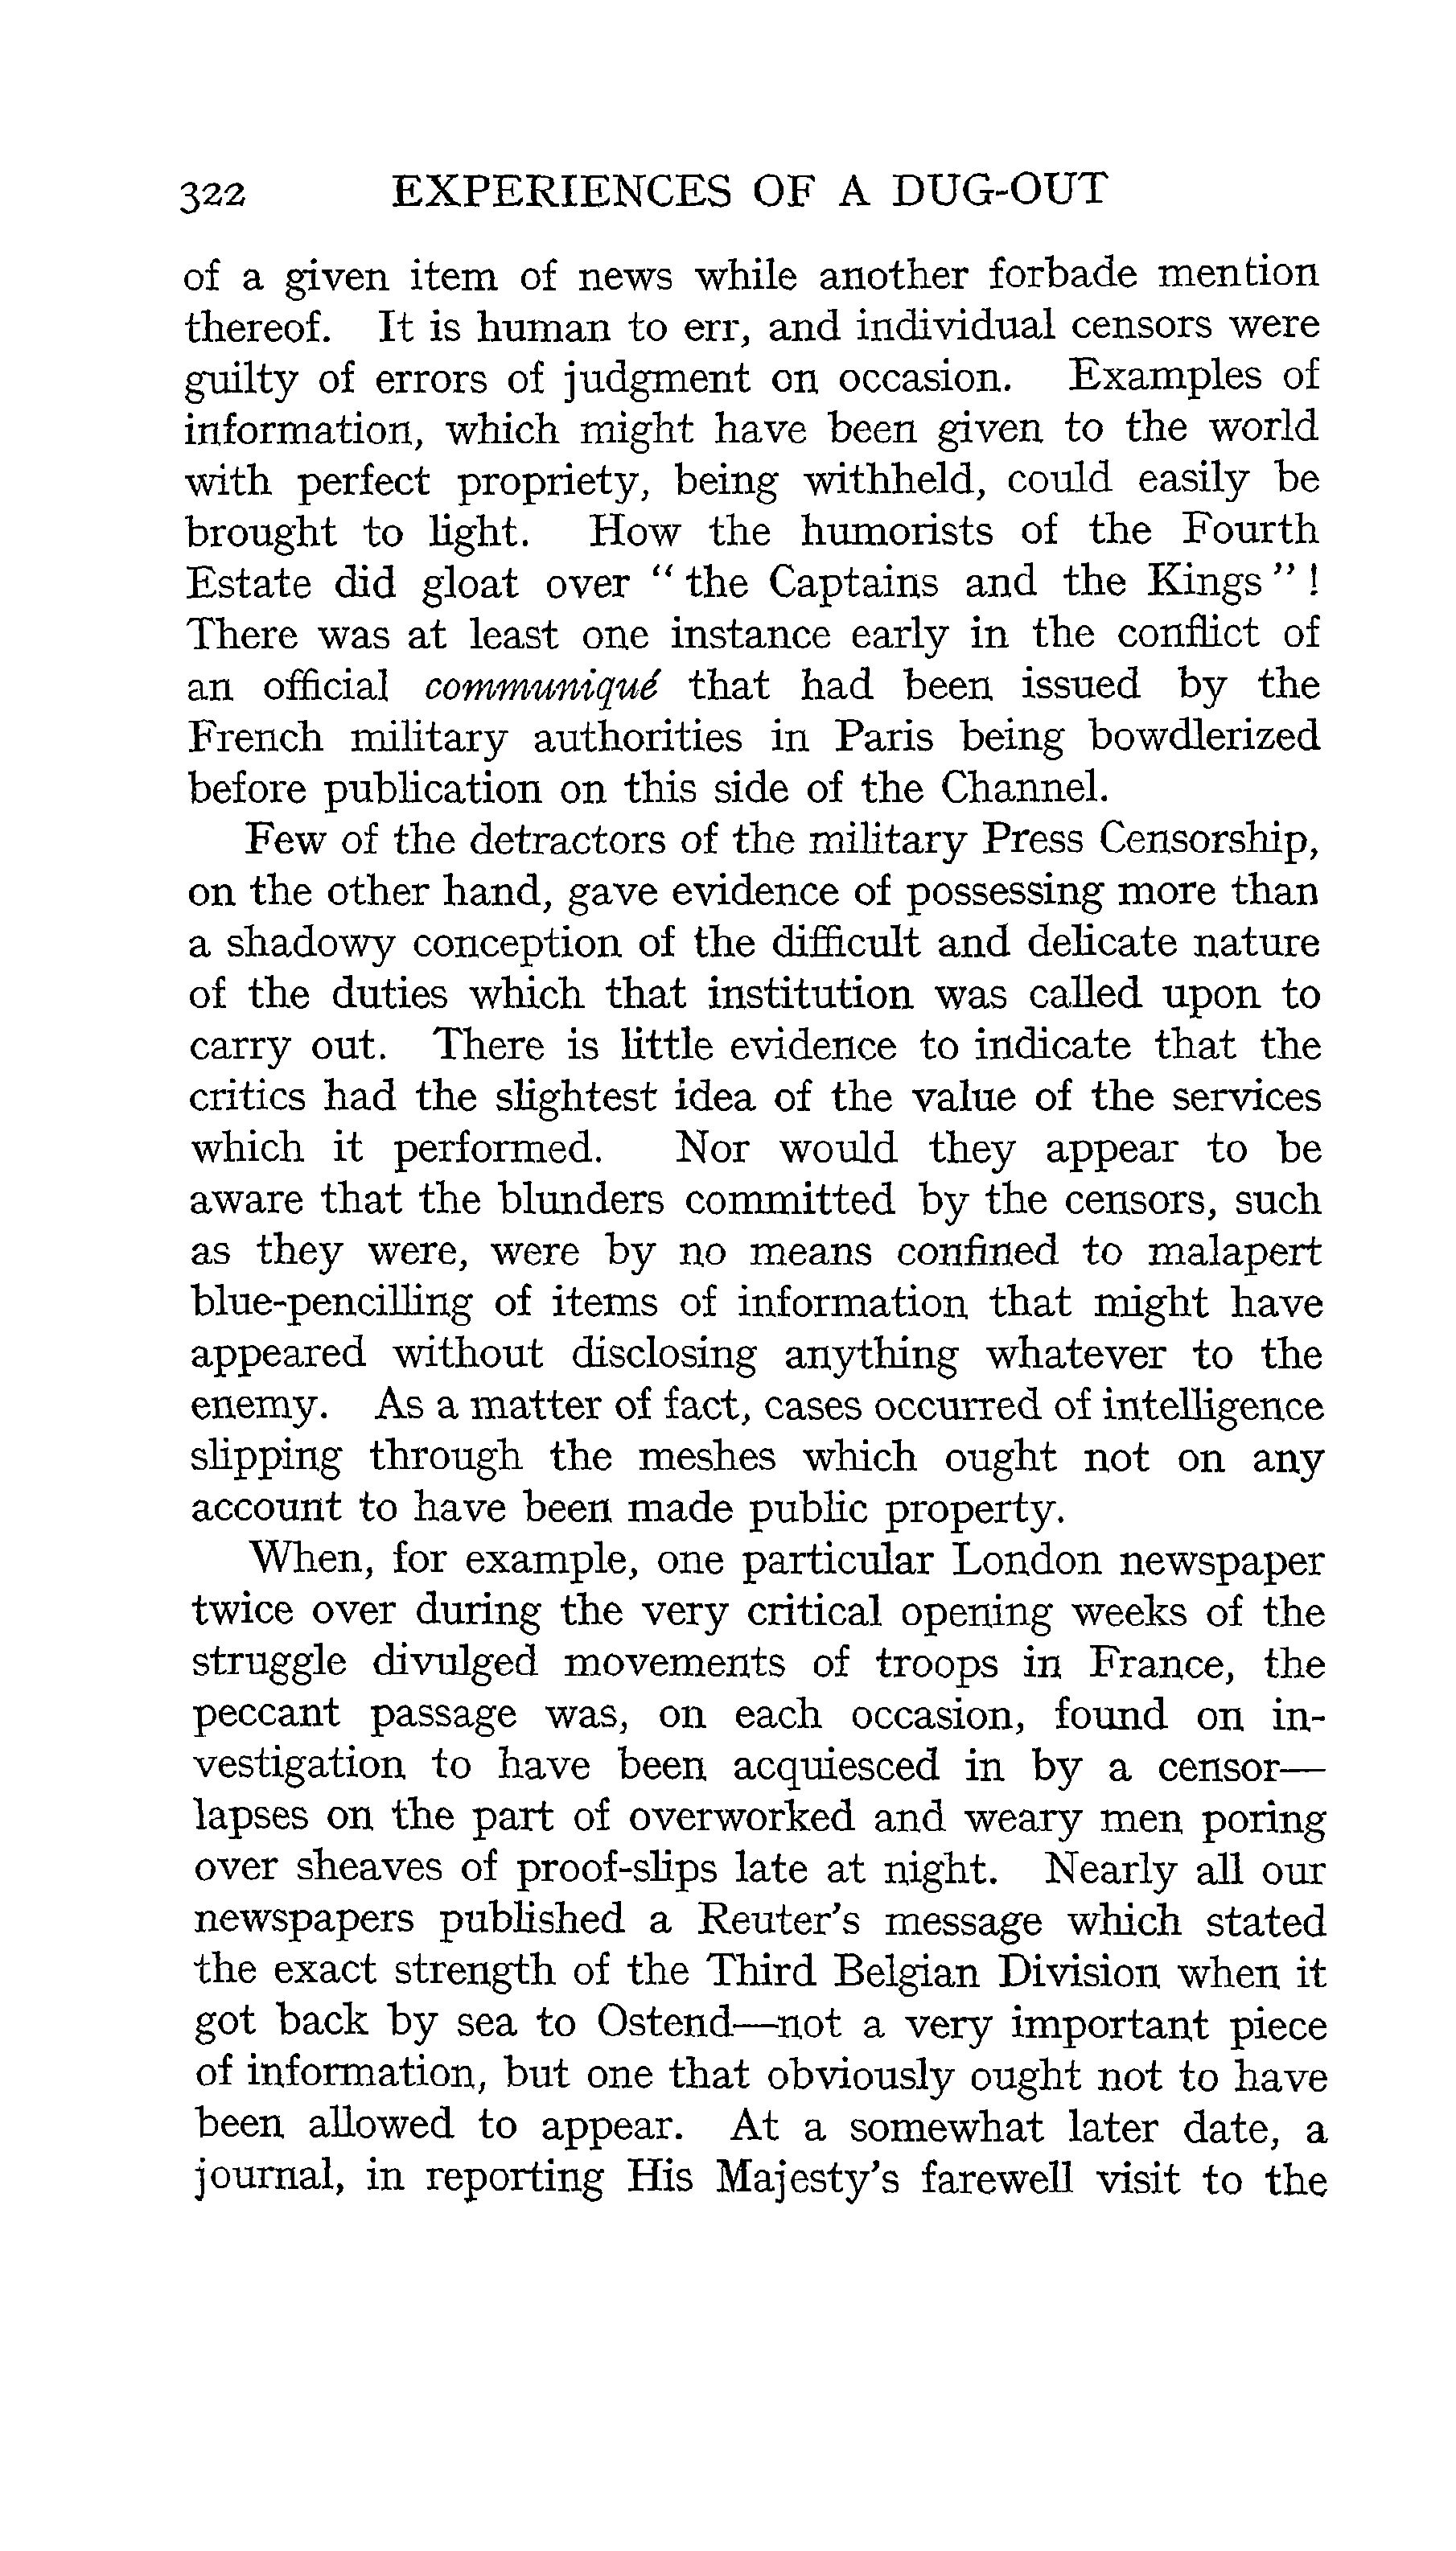 322 EXPERIENCES OF A DUG-OUT
of a given item of news while another forbade mention
thereof. It is human to err, and individual censors were
guilty of errors of judgment on occasion. Examples of
information, which might have been given to the world
with perfect propriety, being withheld, could easily be
brought to light. How the humorists of the Fourth
Estate did gloat over “ the Captains and the Kings ” !
There was at least one instance early in the conflict of
an official communiqué that had been issued by the
French military authorities in Paris being bowdlerized
before publication on this side of the Channel.
Few of the detractors of the military Press Censorship,
on the other hand, gave evidence of possessing more than
a shadowy conception of the difficult and delicate nature
of the duties which that institution was called upon to
carry out. There is little evidence to indicate that the
critics had the slightest idea of the value of the services
which it performed. Nor would they appear to be
aware that the blunders committed by the censors, such
as they were, were by no means confined to malapert
blue-pencilling of items of information that might have
appeared without disclosing anything whatever to the
enemy. As a matter of fact, cases occurred of intelligence
slipping through the meshes which ought not on any
account to have been made public property.
When, for example, one particular London newspaper
twice over during the very critical opening weeks of the
struggle divulged movements of troops in France, the
peccant passage was, on each occasion, found on in-
vestigation to have been acquiesced in by a censor—
lapses on the part of overworked and weary men poring
over sheaves of proof-slips late at night. Nearly all our
newspapers published a Reuter’s message which stated
the exact strength of the Third Belgian Division when it
got back by sea to Ostend—not a very important piece
of information, but one that obviously ought not to have
been allowed to appear. At a somewhat later date, a
journal, in reporting His Majesty’s farewell visit to the